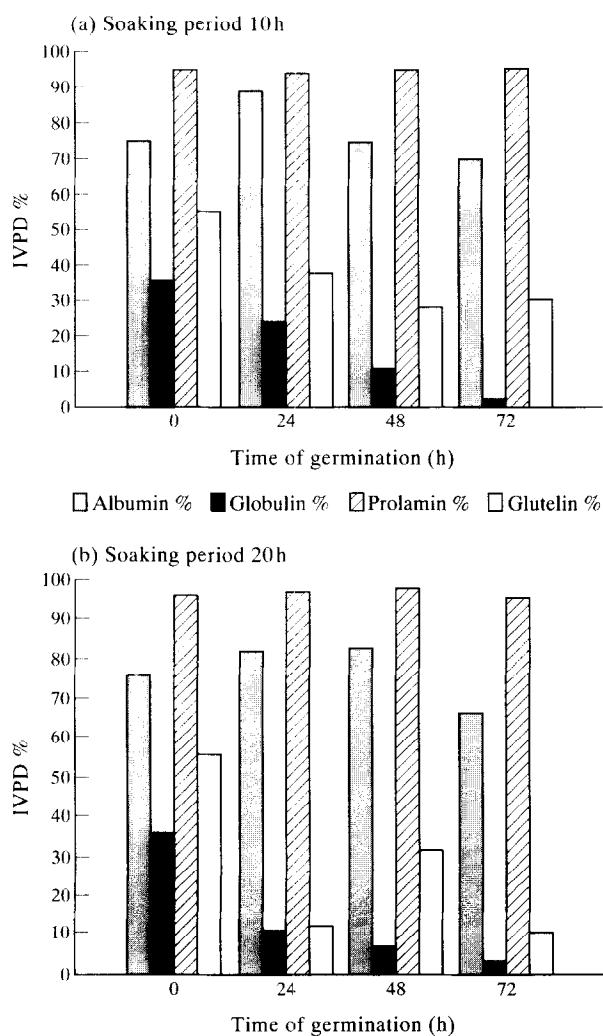 (a) Soaking period 10h
100
90
80
70
60
50
40
30
20
10
0
IVPD %
0 24 48 72
Time of germination (h)
Albumin % Globulin % Prolamin % Glutelin %
(b) Soaking period 20h
100
90
80
70
60
50
40
30
20
10
0
IVPD %
0 24 48 72
Time of germination (h)